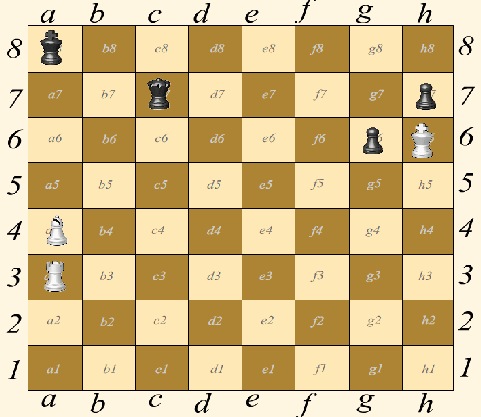 a b c d e f g h
8 b8 c8 d8 e8 f8 g8 h8 8
7 a7 b7 d7 e7 f7 g7 7
6 a6 b6 c6 d6 e6 f6 6
5 a5 b5 c5 d5 e5 f5 g5 h5 5
4 b4 c4 d4 e4 f4 g4 h4 4
3 b3 c3 d3 e3 f3 g3 h3 3
2 a2 b2 c2 d2 e2 f2 g2 h2 2
1 a1 b1 c1 d1 e1 f1 g1 h1 1
a b c d e f g h